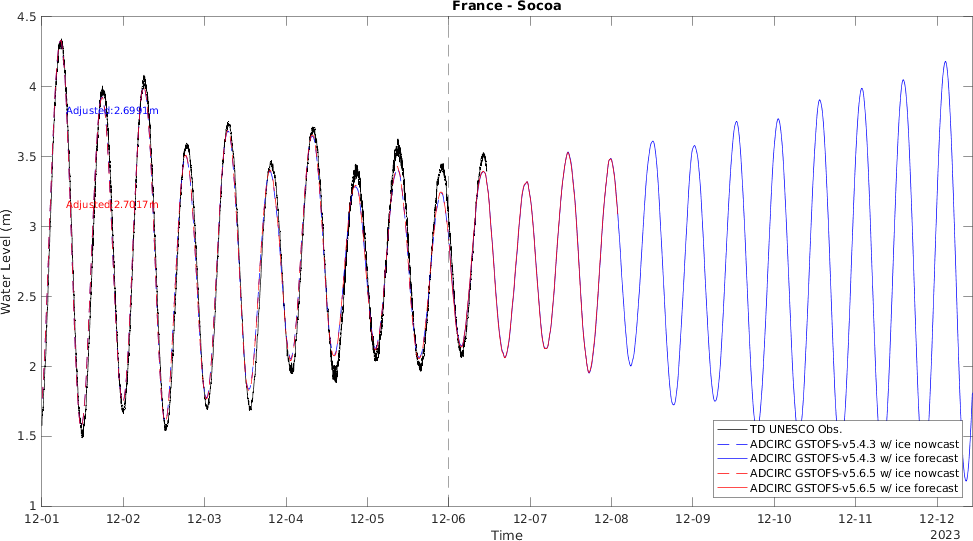 France - Socoa
4.5
4
3.5
3
2.5
2
1.5
1
Water Level (m)
Adjusted:2.6991m
Adjusted:2.7017m
TD UNESCO Obs.
ADCIRC GSTOFS-v5.4.3 w/ ice nowcast
ADCIRC GSTOFS-v5.4.3 w/ ice forecast
ADCIRC GSTOFS-v5.6.5 w/ ice nowcast
ADCIRC GSTOFS-v5.6.5 w/ ice forecast
12-01 12-02 12-03 12-04 12-05 12-06 12-07 12-08 12-09 12-10 12-11 12-12
2023
Time